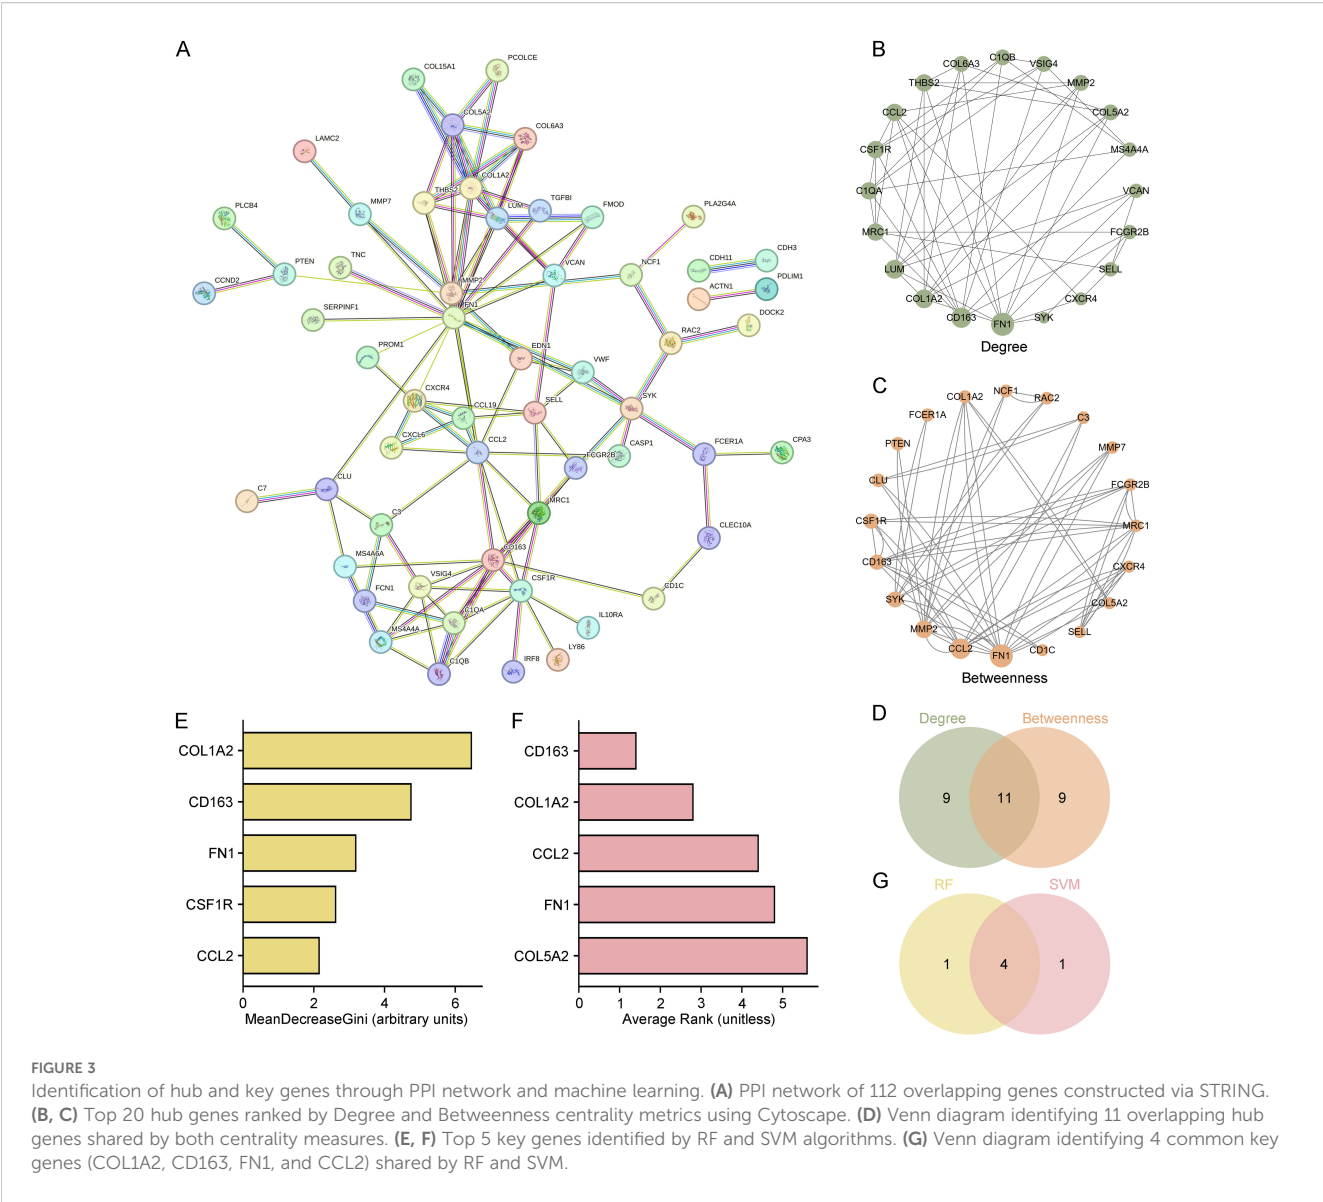 A
COL15A1
PCOLCE
COL5A2
COL6A3
LAMC2
COL1A2
THBS2
MMP7
LUM
TGFBI
FMOD
PLA2G4A
PLCB4
PTEN
TNC
CCND2
MMP2
VCAN
NCF1
CDH3
CDH11
PDLIM1
ACTN1
SERPINF1
FN1
DOCK2
RAC2
PROM1
EDN1
VWF
CXCR4
CCL19
SELL
SYK
CXCL6
CCL2
FCGR2B
CASP1
FCER1A
CPA3
C7
CLU
MRC1
C3
CLEC10A
MS4A6A
CD163
VSIG4
CSF1R
CD1C
FCN1
C1QA
IL10RA
MS4A4A
C1QB
IRF8
LY86
B
C1QB
COL6A3
VSIG4
THBS2
MMP2
CCL2
COL5A2
CSF1R
MS4A4A
C1QA
VCAN
MRC1
FCGR2B
LUM
SELL
COL1A2
CXCR4
CD163
FN1
SYK
Degree
C
NCF1
COL1A2
RAC2
FCER1A
C3
PTEN
MMP7
CLU
FCGR2B
CSF1R
MRC1
CD163
CXCR4
SYK
COL5A2
MMP2
SELL
CCL2
FN1
CD1C
Betweenness
E
COL1A2
CD163
FN1
CSF1R
CCL2
0 2 4 6
MeanDecreaseGini (arbitrary units)
F
CD163
COL1A2
CCL2
FN1
COL5A2
0 1 2 3 4 5
Average Rank (unitless)
D
Degree Betweenness
9 11 9
G
RF SVM
1 4 1
FIGURE 3
Identification of hub and key genes through PPI network and machine learning. (A) PPI network of 112 overlapping genes constructed via STRING.
(B, C) Top 20 hub genes ranked by Degree and Betweenness centrality metrics using Cytoscape. (D) Venn diagram identifying 11 overlapping hub
genes shared by both centrality measures. (E, F) Top 5 key genes identified by RF and SVM algorithms. (G) Venn diagram identifying 4 common key
genes (COL1A2, CD163, FN1, and CCL2) shared by RF and SVM.